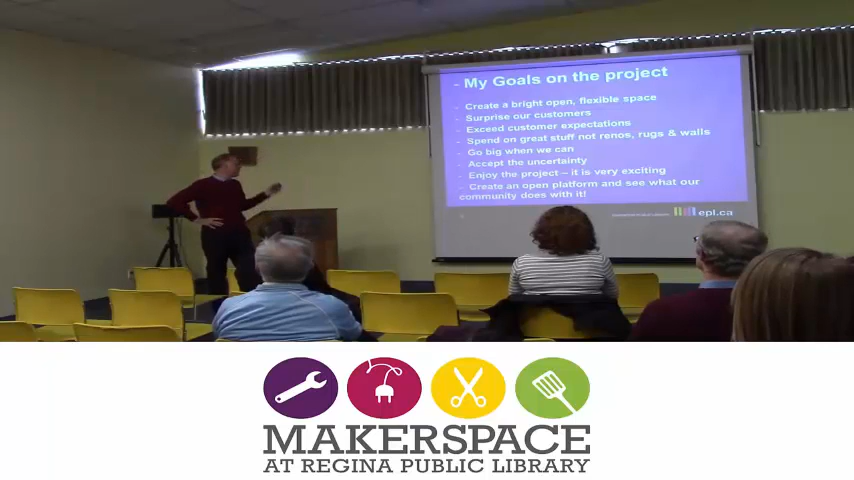 - My Goals on the project
- Create a bright open, flexible space
- Surprise our customers
- Exceed customer expectations
- Spend on great stuff not renos, rugs & walls
- Go big when we can
- Accept the uncertainty
- Enjoy the project – it is very exciting
- Create an open platform and see what our
community does with it!
epl.ca
MAKERSPACE
AT REGINA PUBLIC LIBRARY